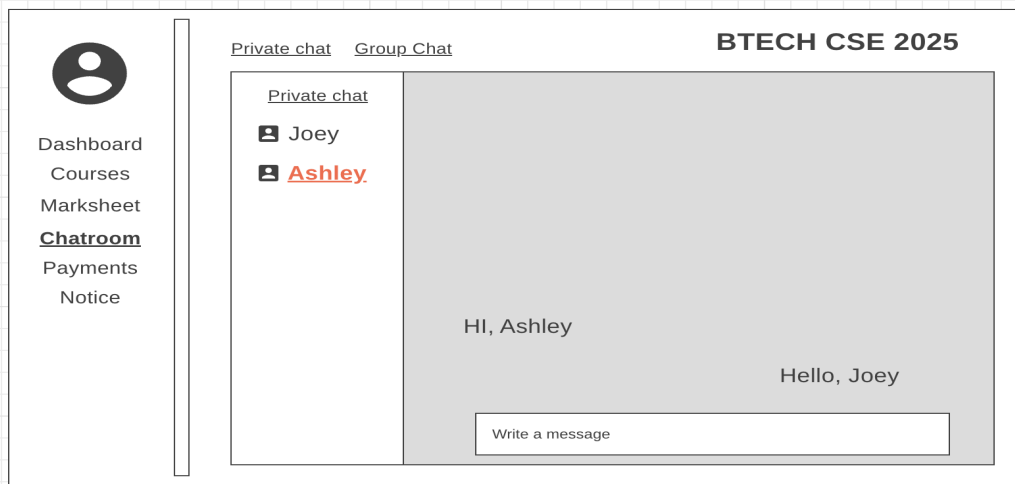 Dashboard
Courses
Marksheet
Chatroom
Payments
Notice
Private chat
Group Chat
BTECH CSE 2025
Private chat
Joey
Ashley
HI, Ashley
Hello, Joey
Write a message